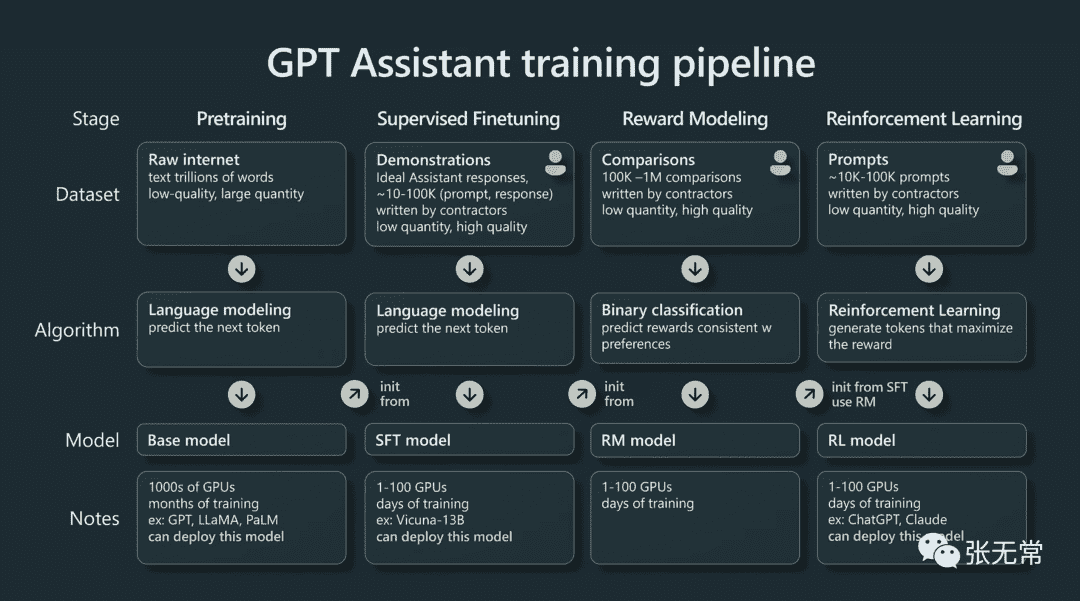 GPT Assistant training pipeline
Stage
Pretraining
Supervised Finetuning
Reward Modeling
Reinforcement Learning
Dataset
Raw internet
text trillions of words
low-quality, large quantity
Demonstrations
Ideal Assistant responses,
~10-100K (prompt, response)
written by contractors
low quantity, high quality
Comparisons
100K –1M comparisons
written by contractors
low quantity, high quality
Prompts
~10K-100K prompts
written by contractors
low quantity, high quality
Algorithm
Language modeling
predict the next token
Language modeling
predict the next token
Binary classification
predict rewards consistent w
preferences
Reinforcement Learning
generate tokens that maximize
the reward
init
from
init
from
init from SFT
use RM
Model
Base model
SFT model
RM model
RL model
Notes
1000s of GPUs
months of training
ex: GPT, LLaMA, PaLM
can deploy this model
1-100 GPUs
days of training
ex: Vicuna-13B
can deploy this model
1-100 GPUs
days of training
1-100 GPUs
days of training
ex: ChatGPT, Claude
can deploy this model
张无常